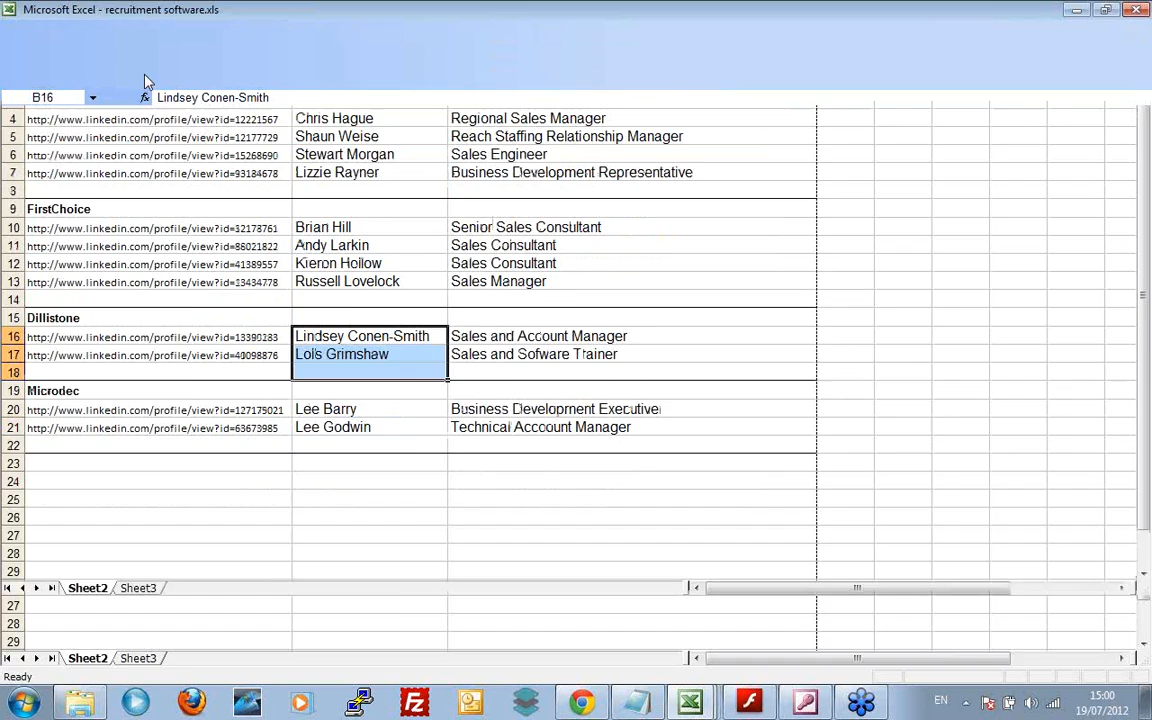 Microsoft Excel - recruitment software.xls
B16 fx Lindsey Conen-Smith
4 http://www.linkedin.com/profile/view?id=12221567 Chris Hague Regional Sales Manager
5 http://www.linkedin.com/profile/view?id=12177729 Shaun Weise Reach Staffing Relationship Manager
6 http://www.linkedin.com/profile/view?id=15268690 Stewart Morgan Sales Engineer
7 http://www.linkedin.com/profile/view?id=93184678 Lizzie Rayner Business Development Representative
3
9 FirstChoice
10 http://www.linkedin.com/profile/view?id=32178761 Brian Hill Senior Sales Consultant
11 http://www.linkedin.com/profile/view?id=86021822 Andy Larkin Sales Consultant
12 http://www.linkedin.com/profile/view?id=41389557 Kieron Hollow Sales Consultant
13 http://www.linkedin.com/profile/view?id=13434778 Russell Lovelock Sales Manager
14
15 Dillistone
16 http://www.linkedin.com/profile/view?id=13390283 Lindsey Conen-Smith Sales and Account Manager
17 http://www.linkedin.com/profile/view?id=40098876 Lois Grimshaw Sales and Sofware Trainer
18
19 Microdec
20 http://www.linkedin.com/profile/view?id=127175021 Lee Barry Business Development Executive
21 http://www.linkedin.com/profile/view?id=63673985 Lee Godwin Technical Acccount Manager
22
23
24
25
26
27
28
29
Sheet2 Sheet3
27
28
29
Sheet2 Sheet3
Ready
EN 15:00
19/07/2012